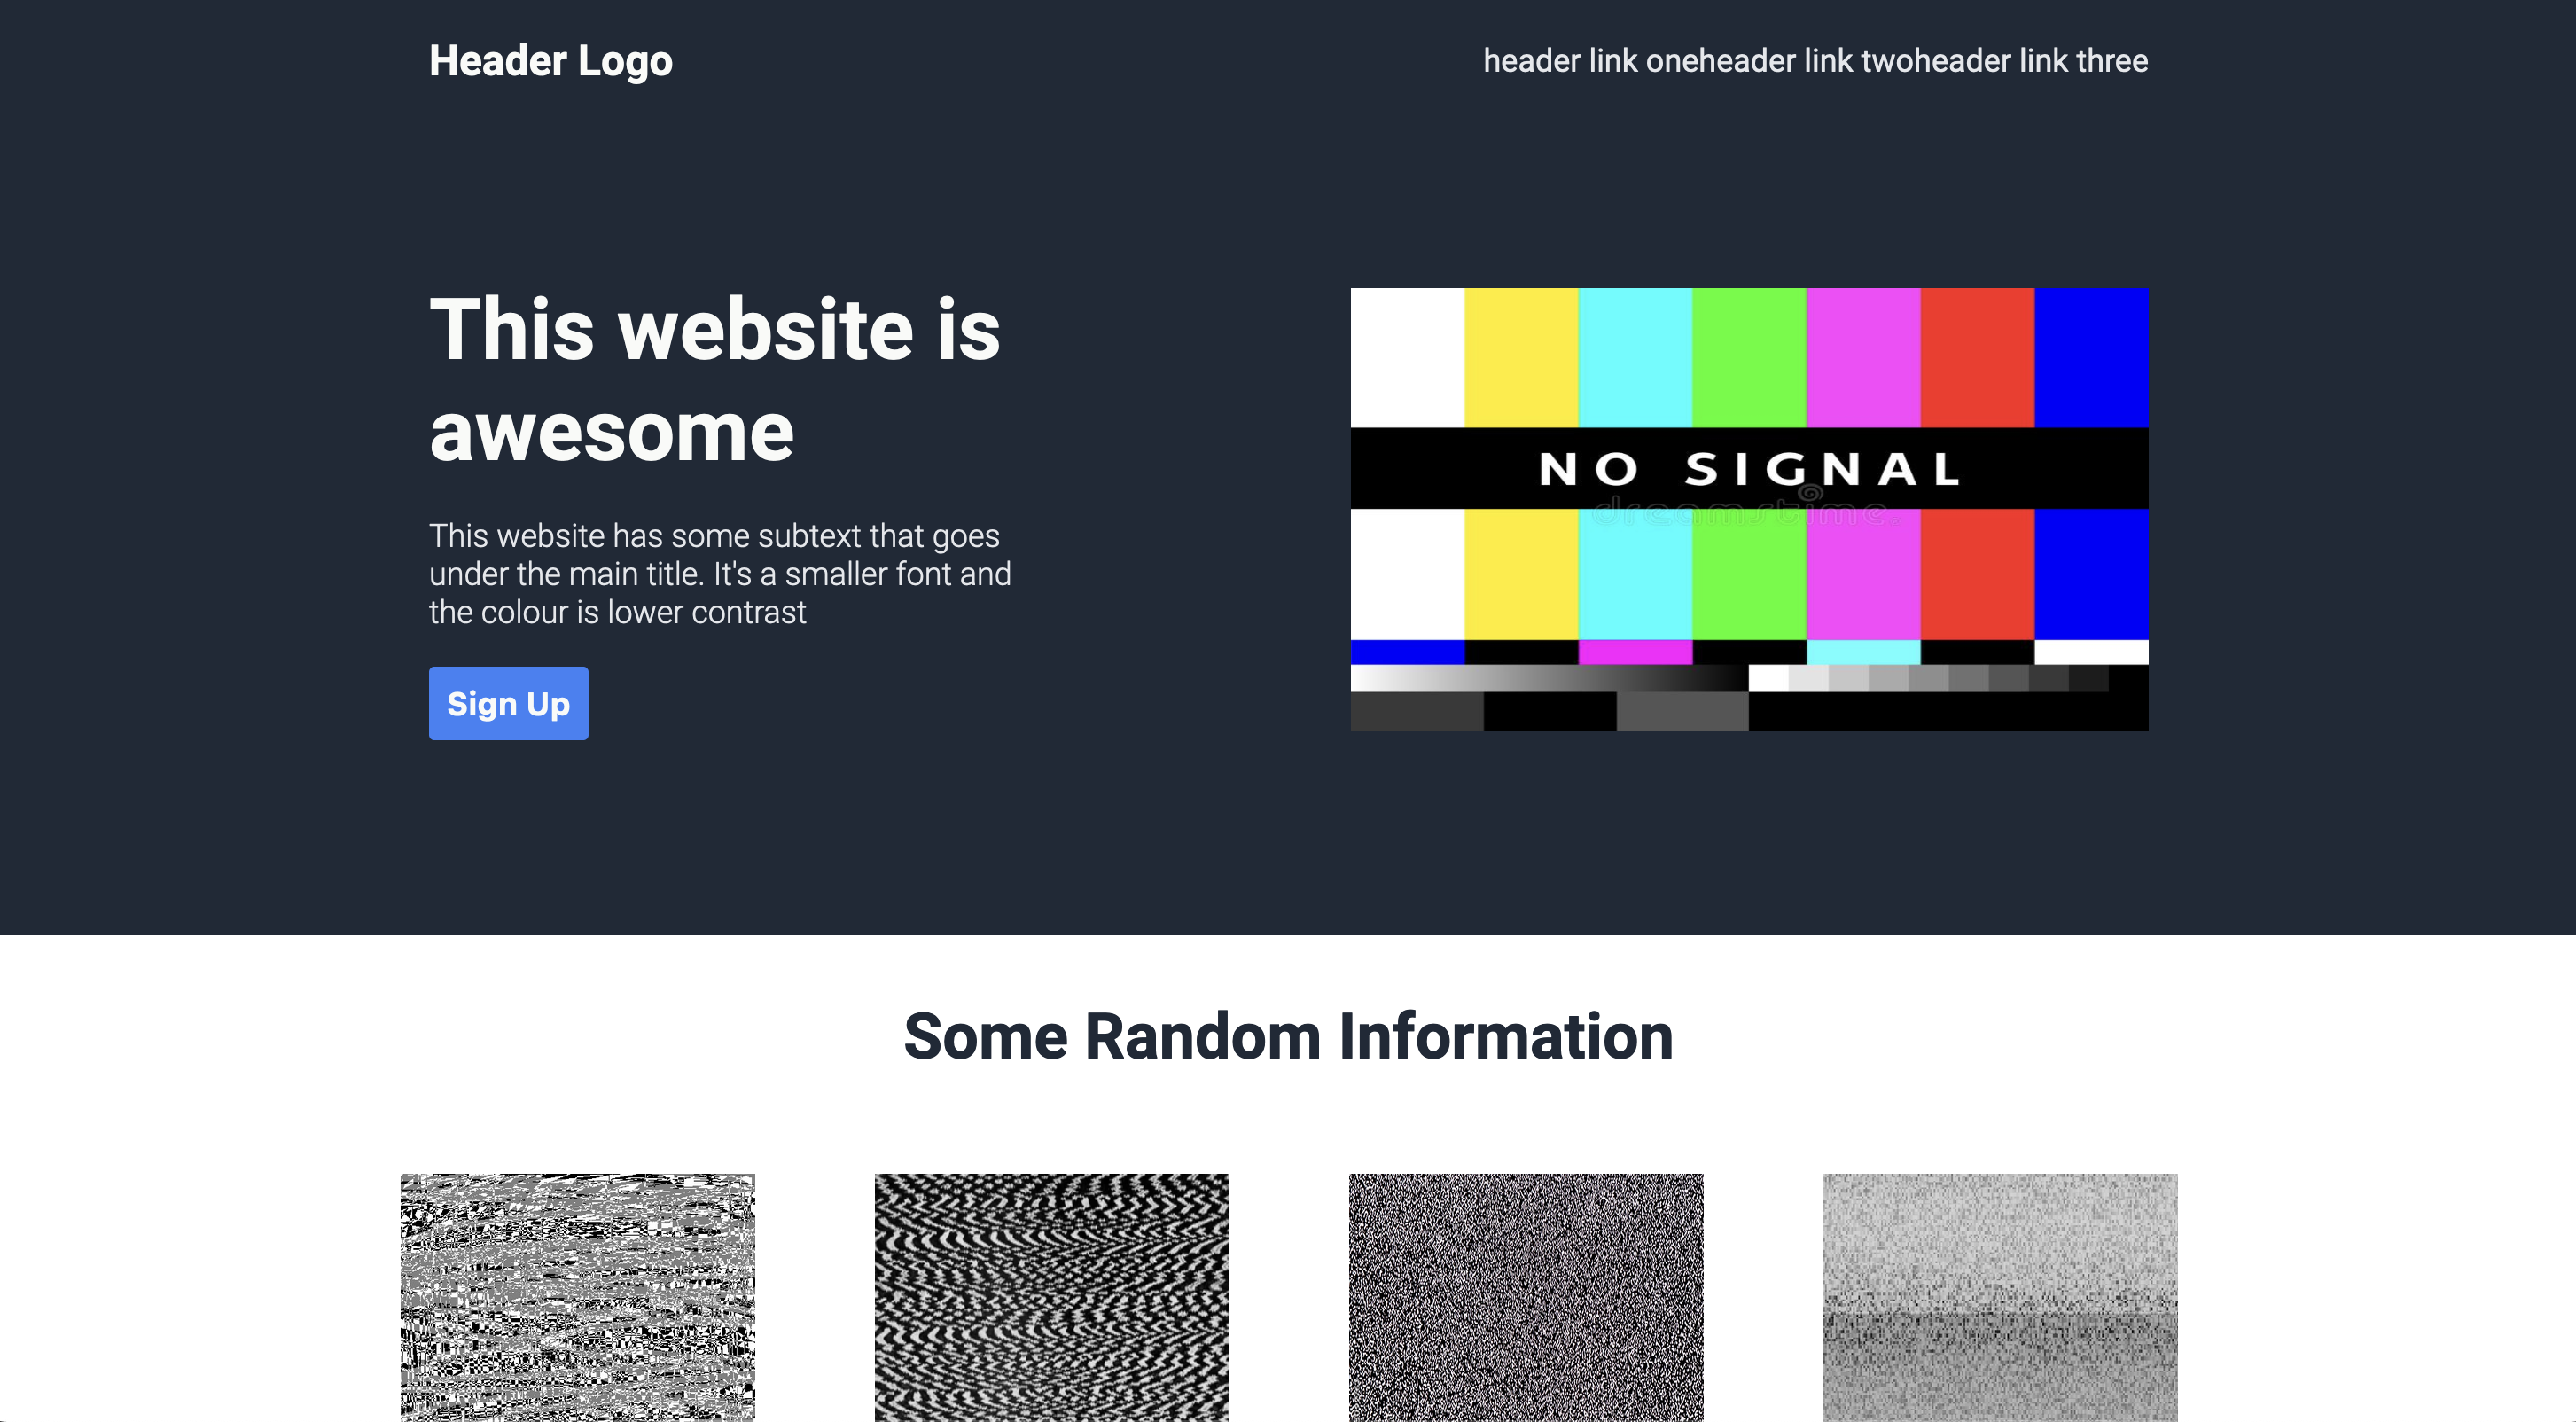 Header Logo
header link oneheader link twoheader link three
This website is
awesome
This website has some subtext that goes
under the main title. It's a smaller font and
the colour is lower contrast
Sign Up
NO SIGNAL
dreamstime.
Some Random Information